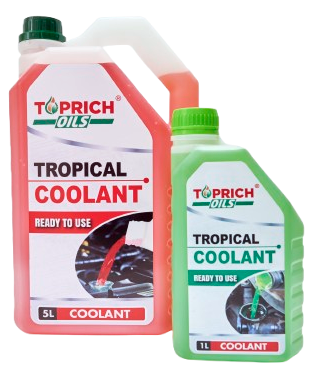 TOPRICH®
OILS
TROPICAL
COOLANT
READY TO USE
5L COOLANT
TOPRICH®
OILS
TROPICAL
COOLANT
READY TO USE
1L COOLANT